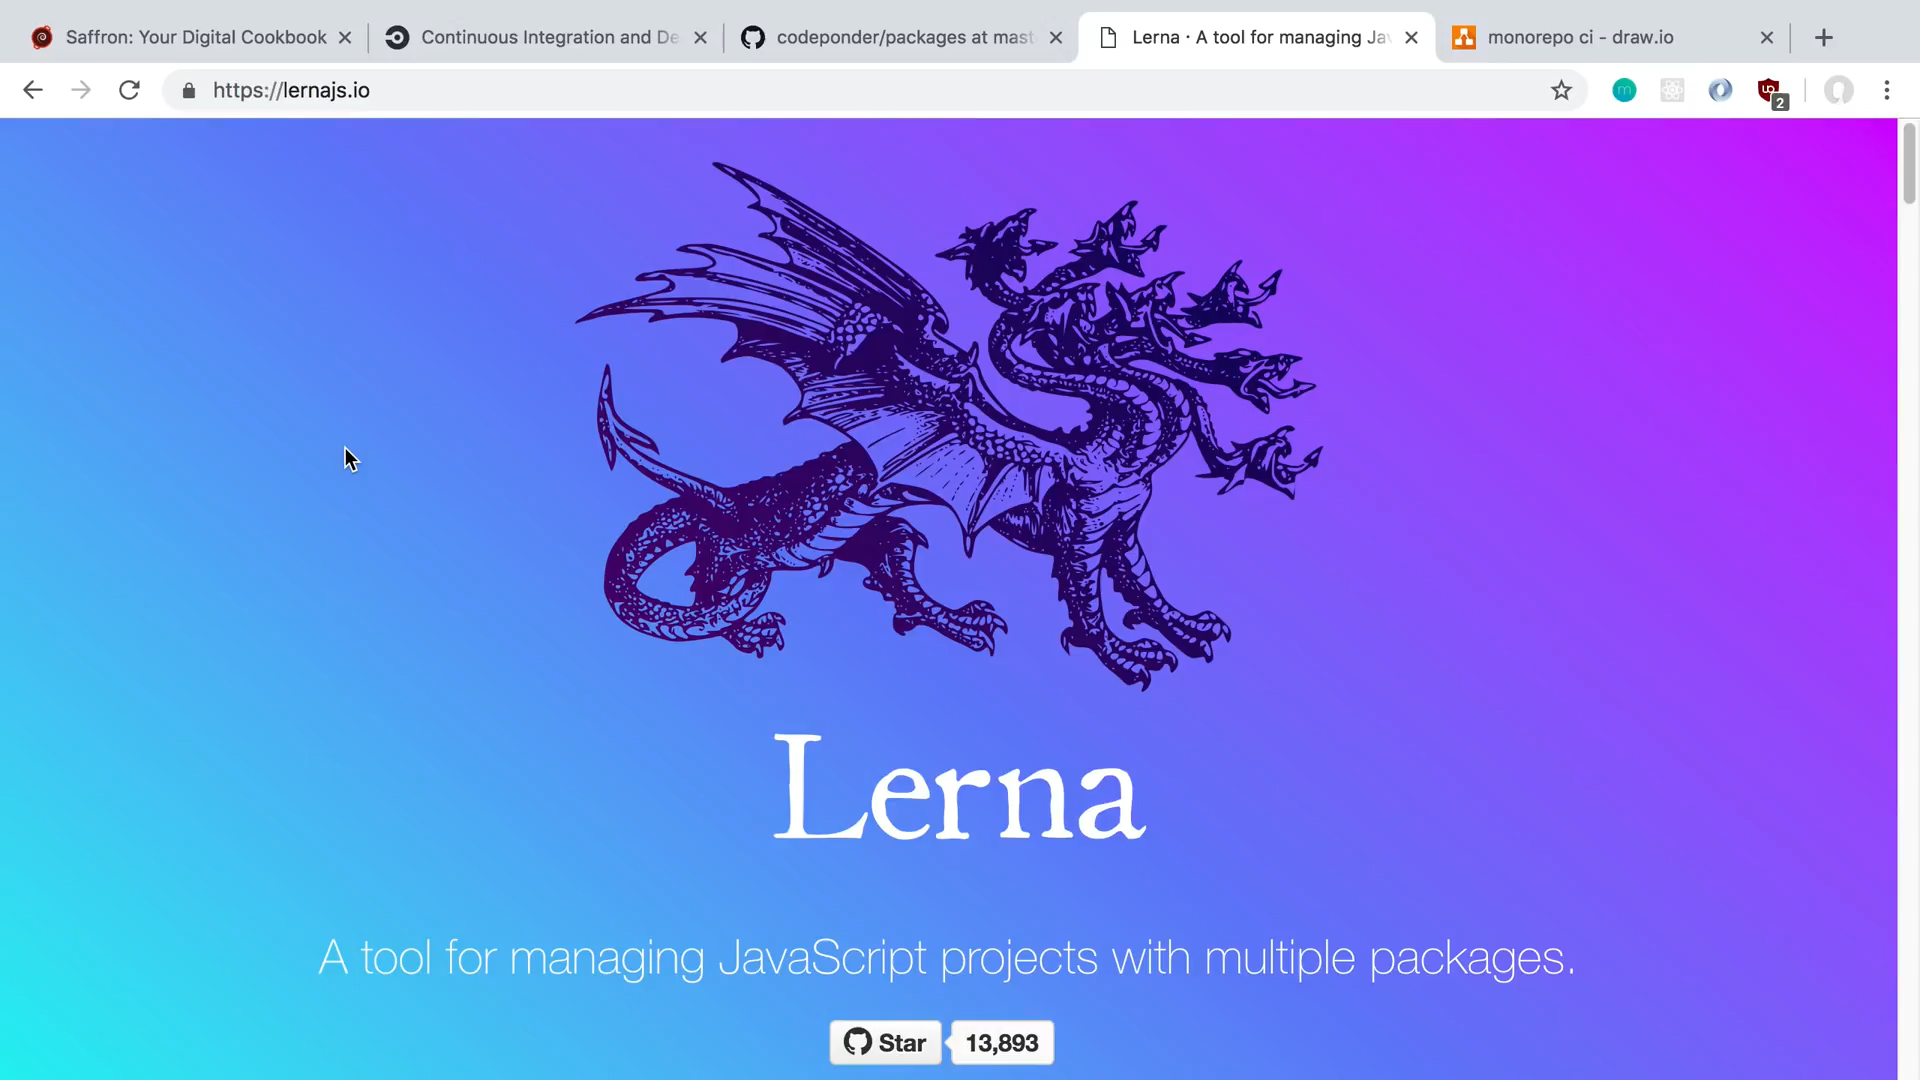 Saffron: Your Digital Cookbook
Continuous Integration and De
codeponder/packages at mast
Lerna · A tool for managing Jav
monorepo ci - draw.io
https://lernajs.io
m
2
Lerna
A tool for managing JavaScript projects with multiple packages.
Star
13,893